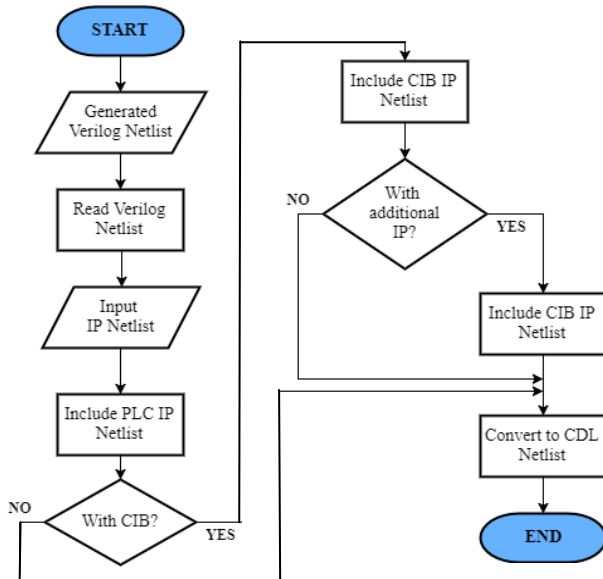 START
Generated
Verilog Netlist
Read Verilog
Netlist
Input
IP Netlist
Include PLC IP
Netlist
With CIB?
NO
YES
Include CIB IP
Netlist
With
additional
IP?
NO
YES
Include CIB IP
Netlist
Convert to CDL
Netlist
END